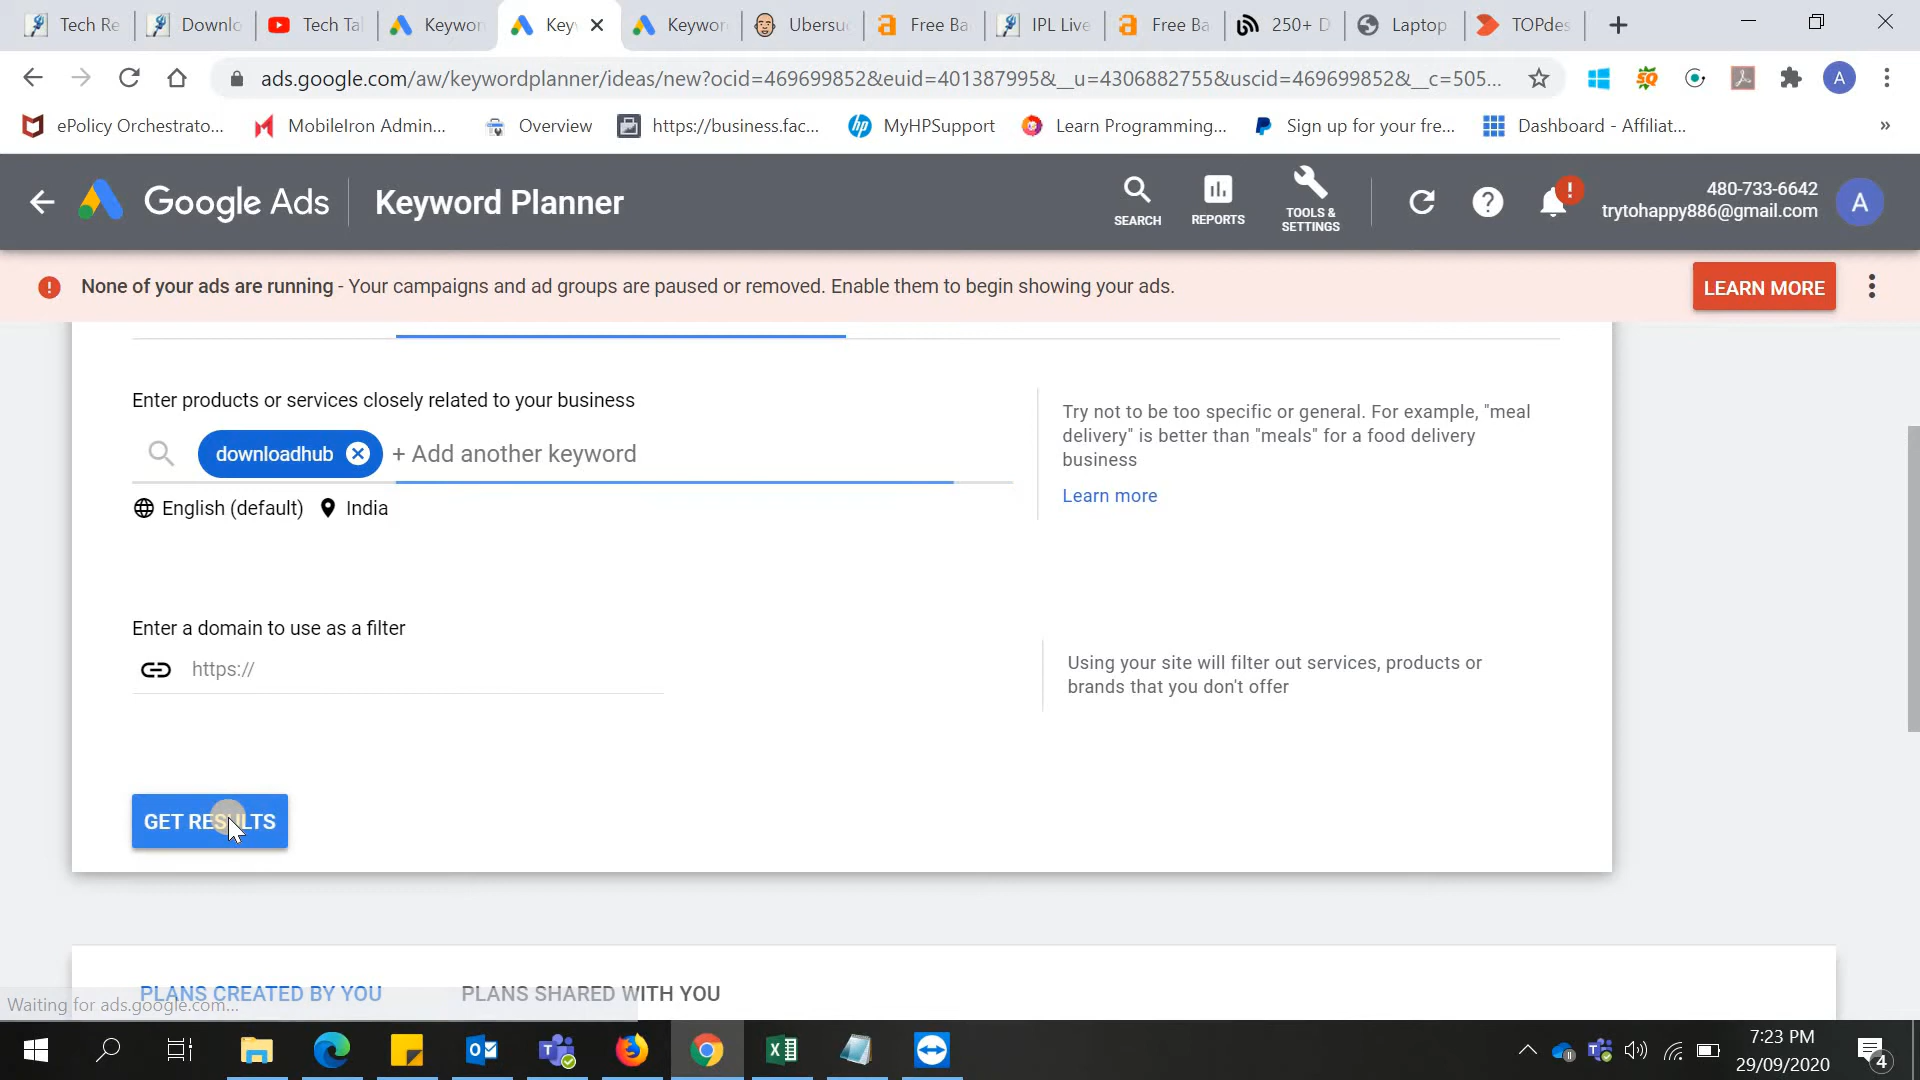 Tech Re
Downlo
Tech Ta
Keywor
Key
Keywor
Ubersu
Free Ba
IPL Live
Free Ba
250+ D
Laptop
TOPdes
ads.google.com/aw/keywordplanner/ideas/new?ocid=469699852&euid=401387995&__u=4306882755&uscid=469699852&__c=505...
SQ
A
ePolicy Orchestrato...
MobileIron Admin...
Overview
https://business.fac...
MyHPSupport
Learn Programming...
Sign up for your fre...
Dashboard - Affiliat...
»
Google Ads
Keyword Planner
SEARCH
REPORTS
TOOLS &
SETTINGS
480-733-6642
trytohappy886@gmail.com
A
None of your ads are running - Your campaigns and ad groups are paused or removed. Enable them to begin showing your ads.
LEARN MORE
Enter products or services closely related to your business
downloadhub
+ Add another keyword
English (default)
India
Try not to be too specific or general. For example, "meal
delivery" is better than "meals" for a food delivery
business
Learn more
Enter a domain to use as a filter
https://
Using your site will filter out services, products or
brands that you don't offer
GET RESULTS
PLANS CREATED BY YOU
PLANS SHARED WITH YOU
Waiting for ads.google.com...
7:23 PM
29/09/2020
4